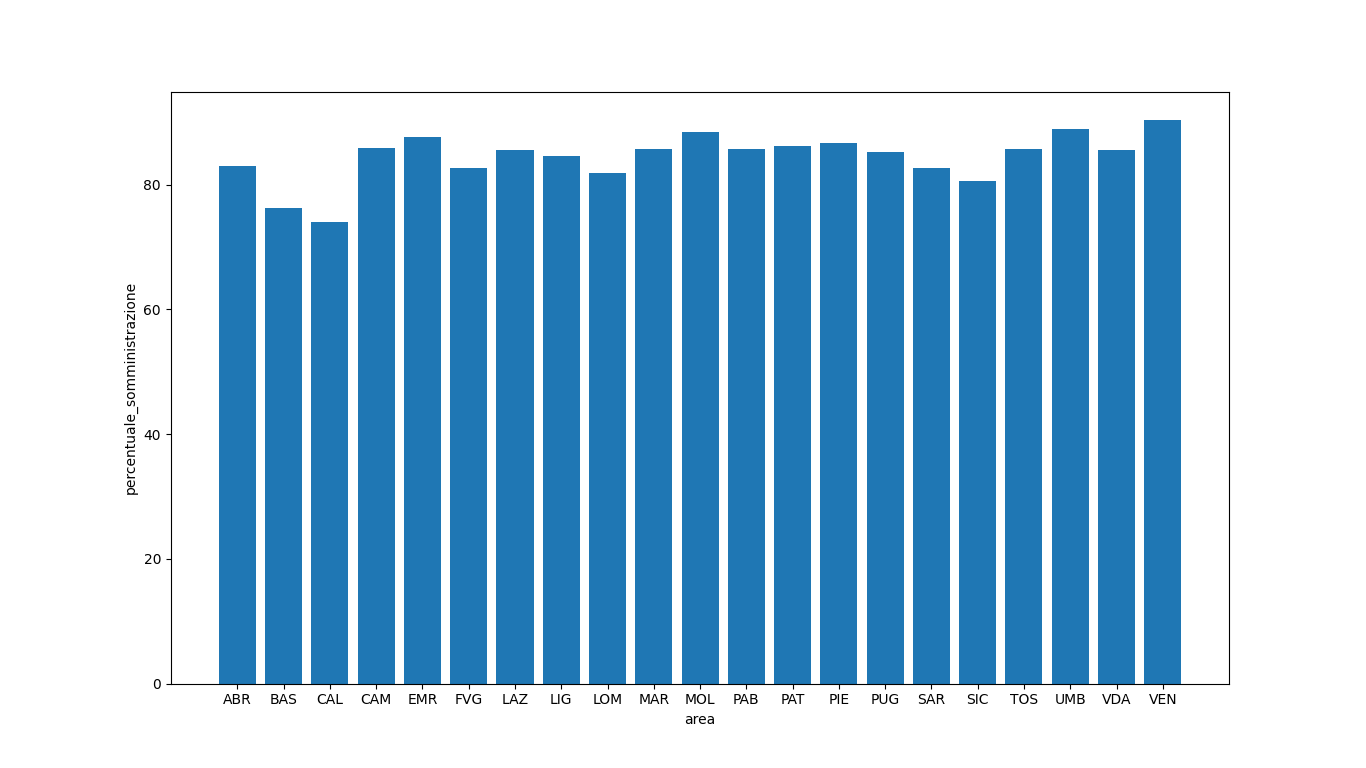 percentuale_somministrazione
80
60
40
20
0
ABR BAS CAL CAM EMR FVG LAZ LIG LOM MAR MOL PAB PAT PIE PUG SAR SIC TOS UMB VDA VEN
area